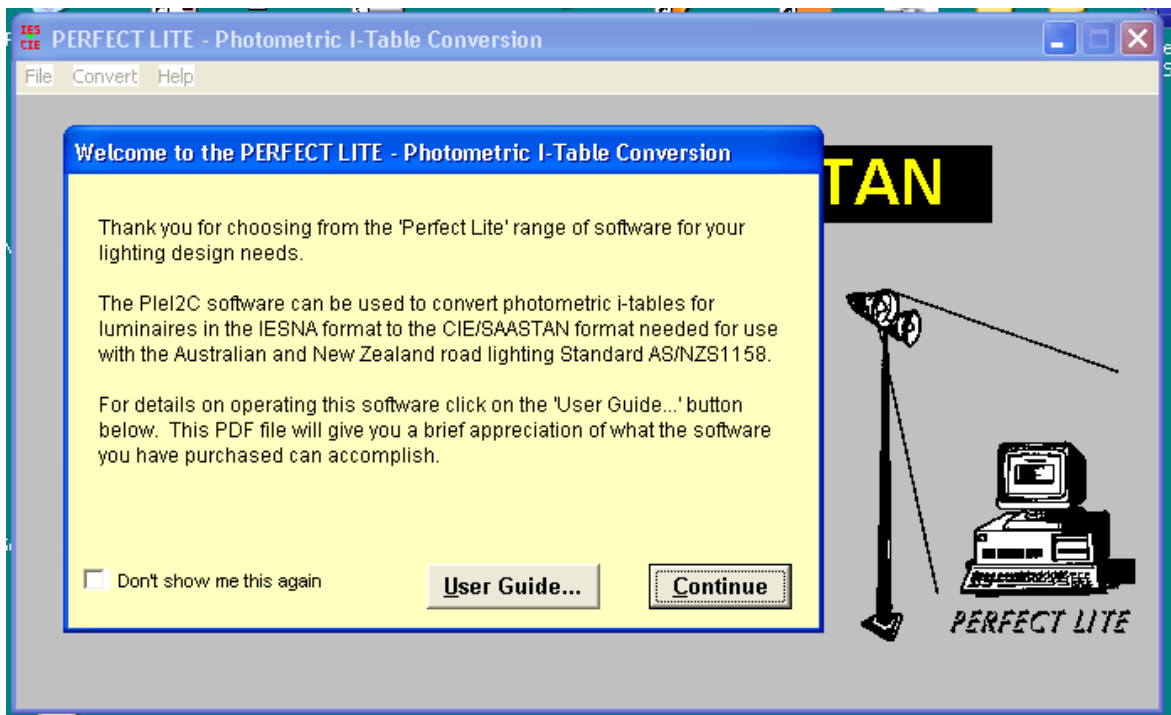 IES
CIE
PERFECT LITE - Photometric I-Table Conversion
File Convert Help
Welcome to the PERFECT LITE - Photometric I-Table Conversion
TAN
Thank you for choosing from the 'Perfect Lite' range of software for your
lighting design needs.
The PleI2C software can be used to convert photometric i-tables for
luminaires in the IESNA format to the CIE/SAASTAN format needed for use
with the Australian and New Zealand road lighting Standard AS/NZS1158.
For details on operating this software click on the 'User Guide...' button
below. This PDF file will give you a brief appreciation of what the software
you have purchased can accomplish.
Don't show me this again
User Guide...
Continue
PERFECT LITE